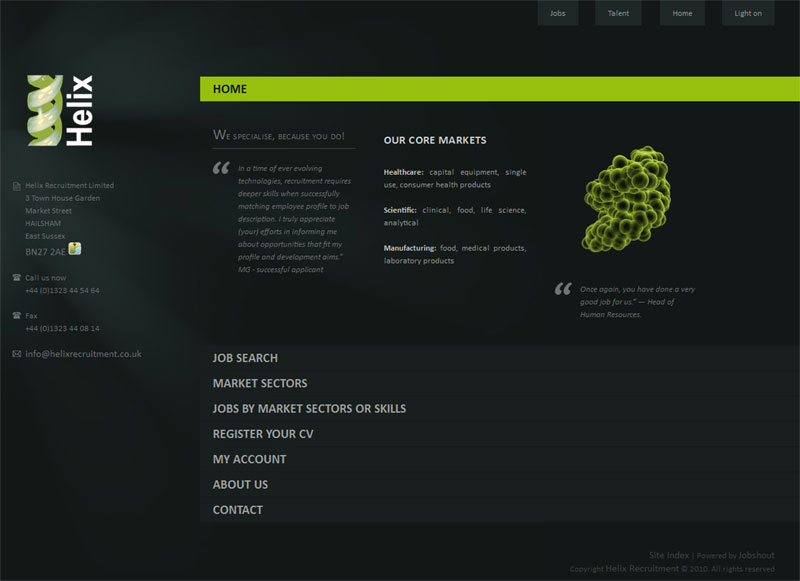 Jobs
Talent
Home
Light on
Helix
HOME
Helix Recruitment Limited
3 Town House Garden
Market Street
HAILSHAM
East Sussex
BN27 2AE
Call us now
+44 (0)1323 44 54 64
Fax
+44 (0)1323 44 08 14
info@helixrecruitment.co.uk
We specialise, because you do!
“ In a time of ever evolving
technologies, recruitment requires
deeper skills when successfully
matching employee profile to job
description. I truly appreciate
(your) efforts in informing me
about opportunities that fit my
profile and development aims.”
MG - successful applicant
OUR CORE MARKETS
Healthcare: capital equipment, single
use, consumer health products
Scientific: clinical, food, life science,
analytical
Manufacturing: food, medical products,
laboratory products
“ Once again, you have done a very
good job for us.” — Head of
Human Resources.
JOB SEARCH
MARKET SECTORS
JOBS BY MARKET SECTORS OR SKILLS
REGISTER YOUR CV
MY ACCOUNT
ABOUT US
CONTACT
Site Index | Powered by Jobshout
Copyright Helix Recruitment © 2010. All rights reserved